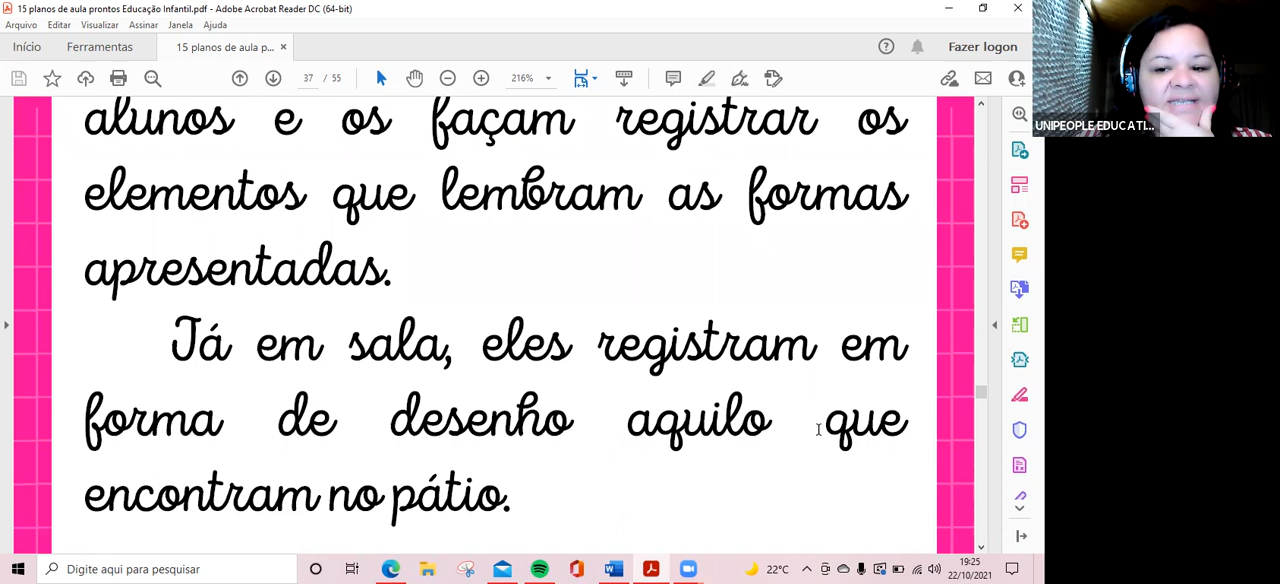 15 planos de aula prontos Educação Infantil.pdf - Adobe Acrobat Reader DC (64-bit)
Arquivo Editar Visualizar Assinar Janela Ajuda
Início Ferramentas 15 planos de aula p... × Fazer logon
37 / 55 216%
alunos e os façam registrar os
elementos que lembram as formas
apresentadas.
Já em sala, eles registram em
forma de desenho aquilo que
encontram no pátio.
UNIPEOPLE EDUCATI...
Digite aqui para pesquisar
22°C
19:25
22/10/2021